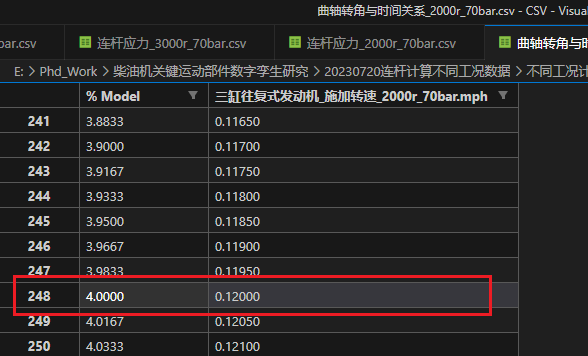 曲轴转角与时间关系_2000r_70bar.csv - CSV - Visual
bar.csv
连杆应力_3000r_70bar.csv
连杆应力_2000r_70bar.csv
曲轴转角与时
E: > Phd_Work > 柴油机关键运动部件数字孪生研究 > 20230720连杆计算不同工况数据 > 不同工况计
% Model 三缸往复式发动机_施加转速_2000r_70bar.mph
241 3.8833 0.11650
242 3.9000 0.11700
243 3.9167 0.11750
244 3.9333 0.11800
245 3.9500 0.11850
246 3.9667 0.11900
247 3.9833 0.11950
248 4.0000 0.12000
249 4.0167 0.12050
250 4.0333 0.12100